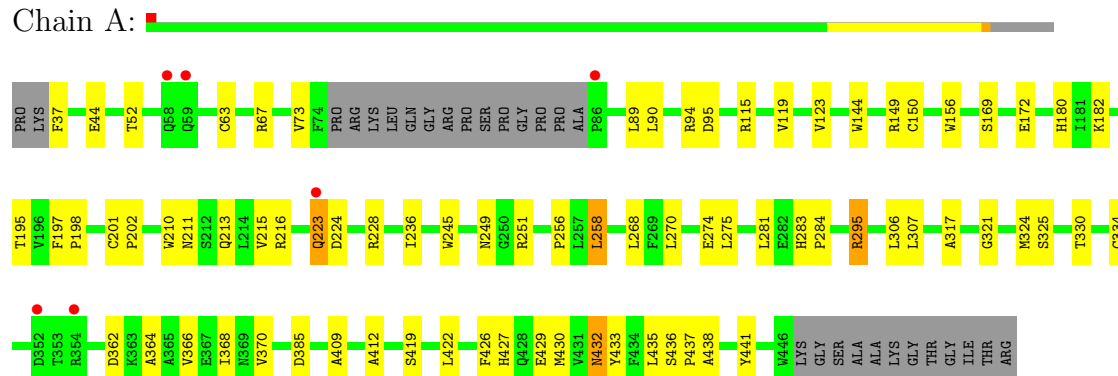 Chain A:
PRO LYS F37 E44 T52 Q58 Q59 C63 R67 V73 F74 PRO ARG LYS LEU GLN GLY ARG PRO SER PRO GLY PRO PRO ALA P86 L89 L90 R94 D95 R115 V119 V123 W144 R149 C150 W156 S169 E172 H180 I181 K182
T195 V196 F197 P198 C201 P202 W210 N211 S212 Q213 L214 V215 R216 Q223 D224 R228 I236 W245 N249 G250 R251 P256 L257 L258 L268 F269 L270 E274 L275 L281 E282 H283 P284 R295 L306 L307 A317 G321 M324 S325 T330
D352 T353 R354 D362 K363 A364 A365 V366 E367 I368 N369 V370 D385 A409 A412 S419 L422 F426 H427 Q428 E429 M430 V431 N432 Y433 F434 L435 S436 P437 A438 Y441 W446 LYS GLY SER ALA ALA LYS GLY THR GLY ILE THR ARG